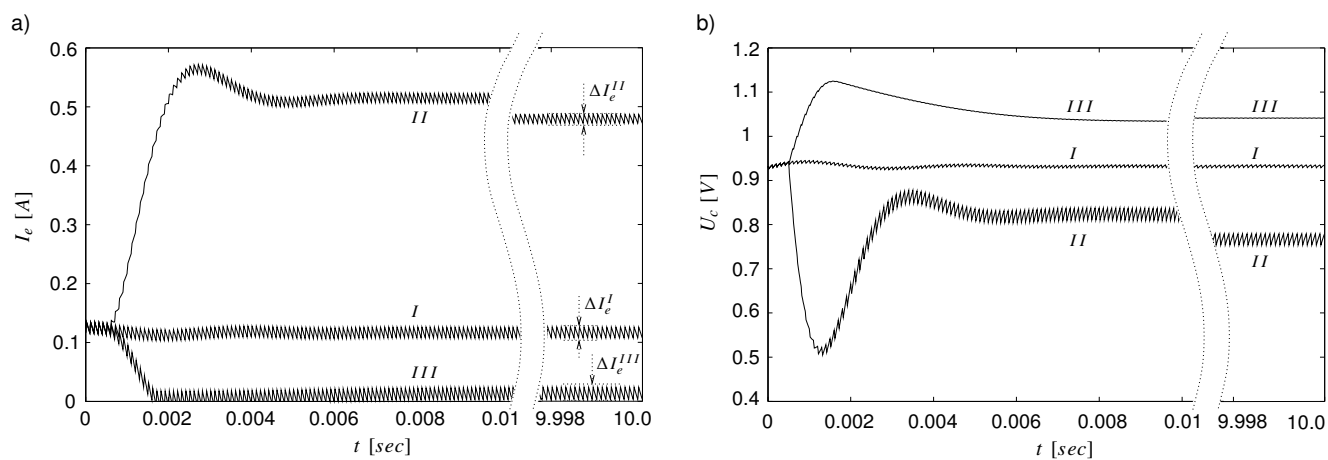 a)
0.6
0.5
0.4
0.3
0.2
0.1
0
I_e [A]
ΔI_e^{II}
II
ΔI_e^{I}
I
ΔI_e^{III}
III
0 0.002 0.004 0.006 0.008 0.01 9.998 10.0
t [sec]
b)
1.2
1.1
1
0.9
0.8
0.7
0.6
0.5
0.4
U_c [V]
III III
I I
II II
0 0.002 0.004 0.006 0.008 0.01 9.998 10.0
t [sec]